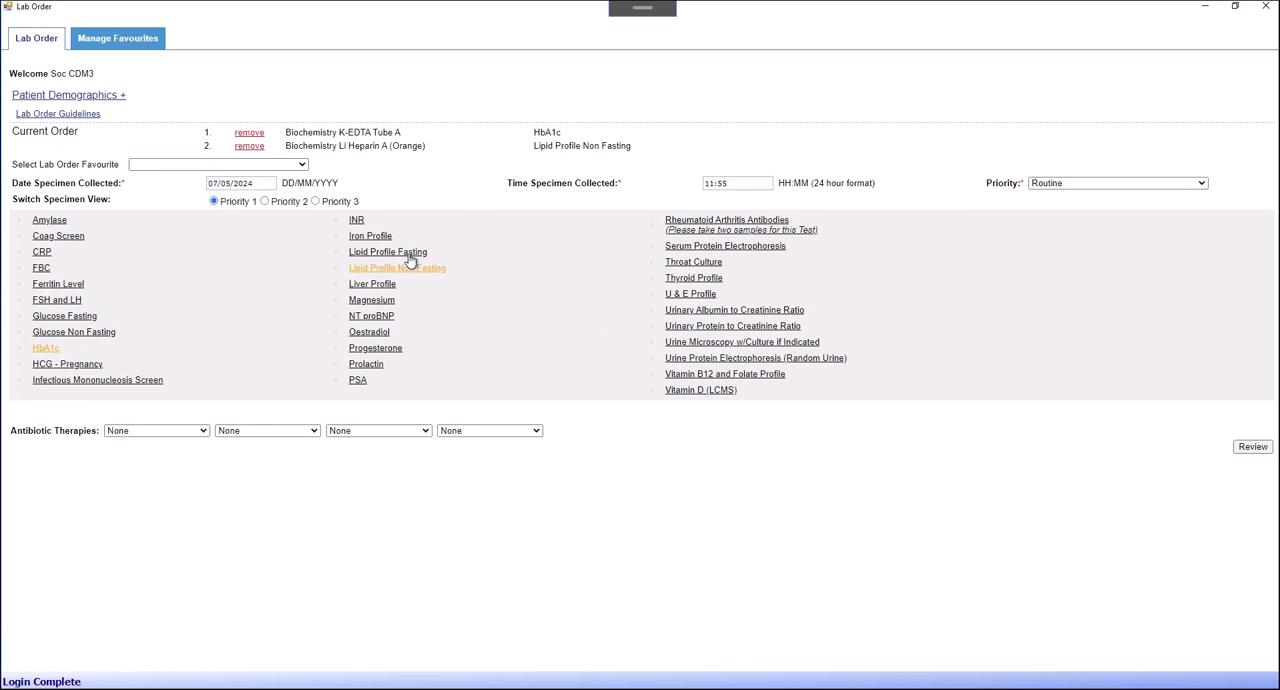 Lab Order
Lab Order Manage Favourites
Welcome Soc CDM3
Patient Demographics +
Lab Order Guidelines
Current Order 1. remove Biochemistry K-EDTA Tube A HbA1c
2. remove Biochemistry Li Heparin A (Orange) Lipid Profile Non Fasting
Select Lab Order Favourite
Date Specimen Collected:* 07/05/2024 DD/MM/YYYY Time Specimen Collected:* 11:55 HH:MM (24 hour format) Priority:* Routine
Switch Specimen View: Priority 1 Priority 2 Priority 3
Amylase
Coag Screen
CRP
FBC
Ferritin Level
FSH and LH
Glucose Fasting
Glucose Non Fasting
HbA1c
HCG - Pregnancy
Infectious Mononucleosis Screen
INR
Iron Profile
Lipid Profile Fasting
Lipid Profile Non Fasting
Liver Profile
Magnesium
NT proBNP
Oestradiol
Progesterone
Prolactin
PSA
Rheumatoid Arthritis Antibodies
(Please take two samples for this Test)
Serum Protein Electrophoresis
Throat Culture
Thyroid Profile
U & E Profile
Urinary Albumin to Creatinine Ratio
Urinary Protein to Creatinine Ratio
Urine Microscopy w/Culture if Indicated
Urine Protein Electrophoresis (Random Urine)
Vitamin B12 and Folate Profile
Vitamin D (LCMS)
Antibiotic Therapies: None None None None
Review
Login Complete